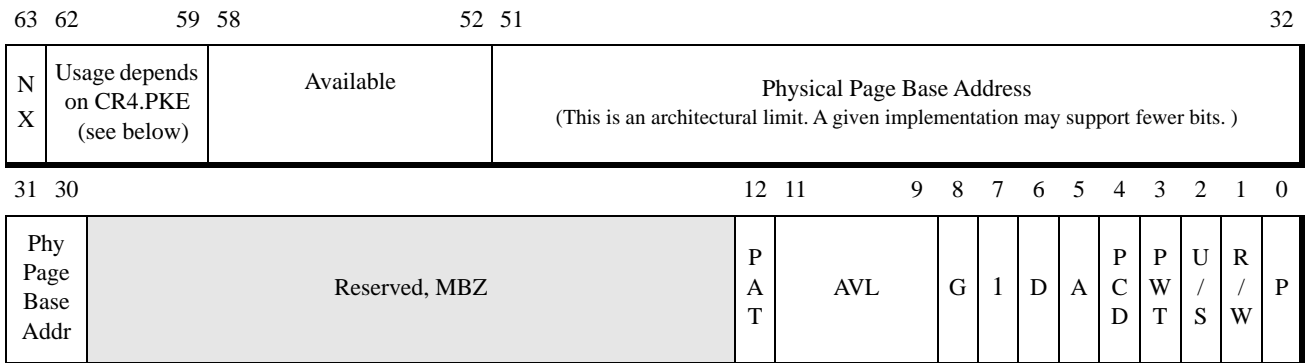 63 62 59 58 52 51 32
N
X
Usage depends
on CR4.PKE
(see below)
Available
Physical Page Base Address
(This is an architectural limit. A given implementation may support fewer bits. )
31 30 12 11 9 8 7 6 5 4 3 2 1 0
Phy
Page
Base
Addr
Reserved, MBZ
P
A
T
AVL
G
1
D
A
P
C
D
P
W
T
U
/
S
R
/
W
P